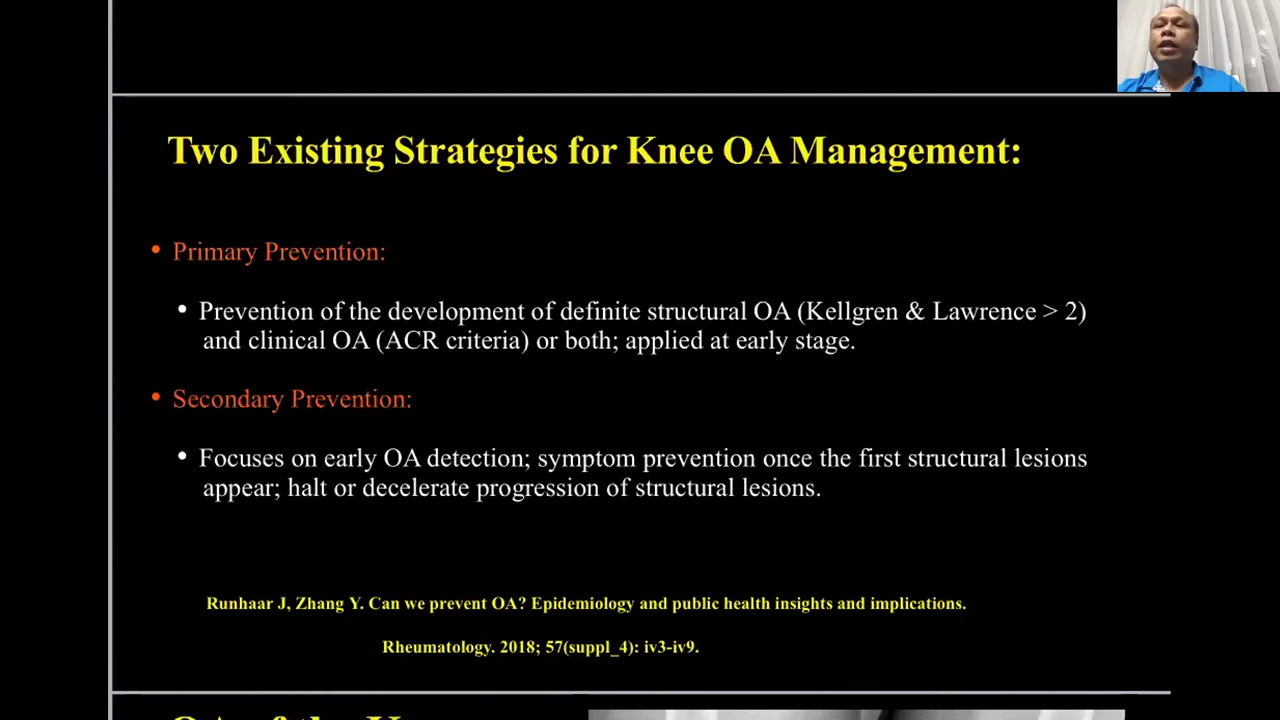 Two Existing Strategies for Knee OA Management:
• Primary Prevention:
• Prevention of the development of definite structural OA (Kellgren & Lawrence > 2)
and clinical OA (ACR criteria) or both; applied at early stage.
• Secondary Prevention:
• Focuses on early OA detection; symptom prevention once the first structural lesions
appear; halt or decelerate progression of structural lesions.
Runhaar J, Zhang Y. Can we prevent OA? Epidemiology and public health insights and implications.
Rheumatology. 2018; 57(suppl_4): iv3-iv9.